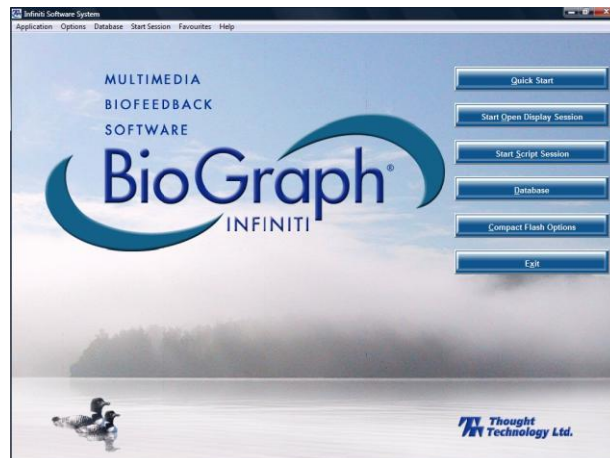 Infiniti Software System
Application Options Database Start Session Favourites Help
MULTIMEDIA
BIOFEEDBACK
SOFTWARE
BioGraph®
INFINITI
Quick Start
Start Open Display Session
Start Script Session
Database
Compact Flash Options
Exit
Thought
Technology Ltd.